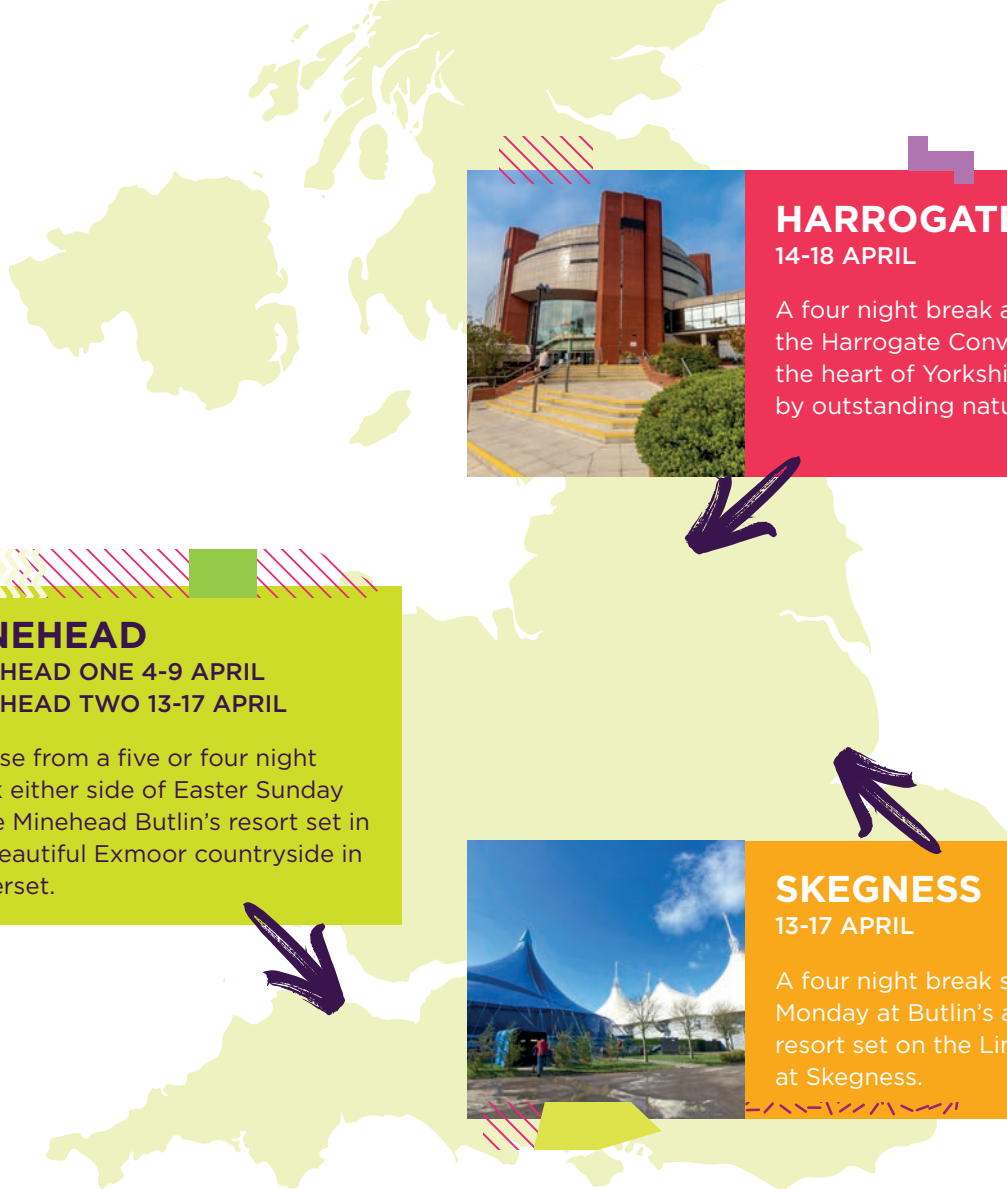 HARROGATE
14-18 APRIL
A four night break a
the Harrogate Conv
the heart of Yorkshi
by outstanding natu
NEHEAD
HEAD ONE 4-9 APRIL
HEAD TWO 13-17 APRIL
se from a five or four night
either side of Easter Sunday
e Minehead Butlin's resort set in
eautiful Exmoor countryside in
erset.
SKEGNESS
13-17 APRIL
A four night break s
Monday at Butlin's a
resort set on the Lin
at Skegness.